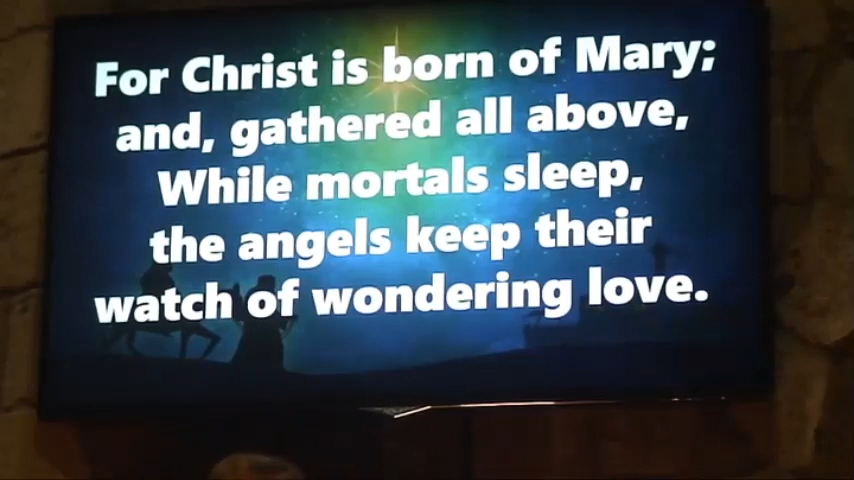 For Christ is born of Mary;
and, gathered all above,
While mortals sleep,
the angels keep their
watch of wondering love.